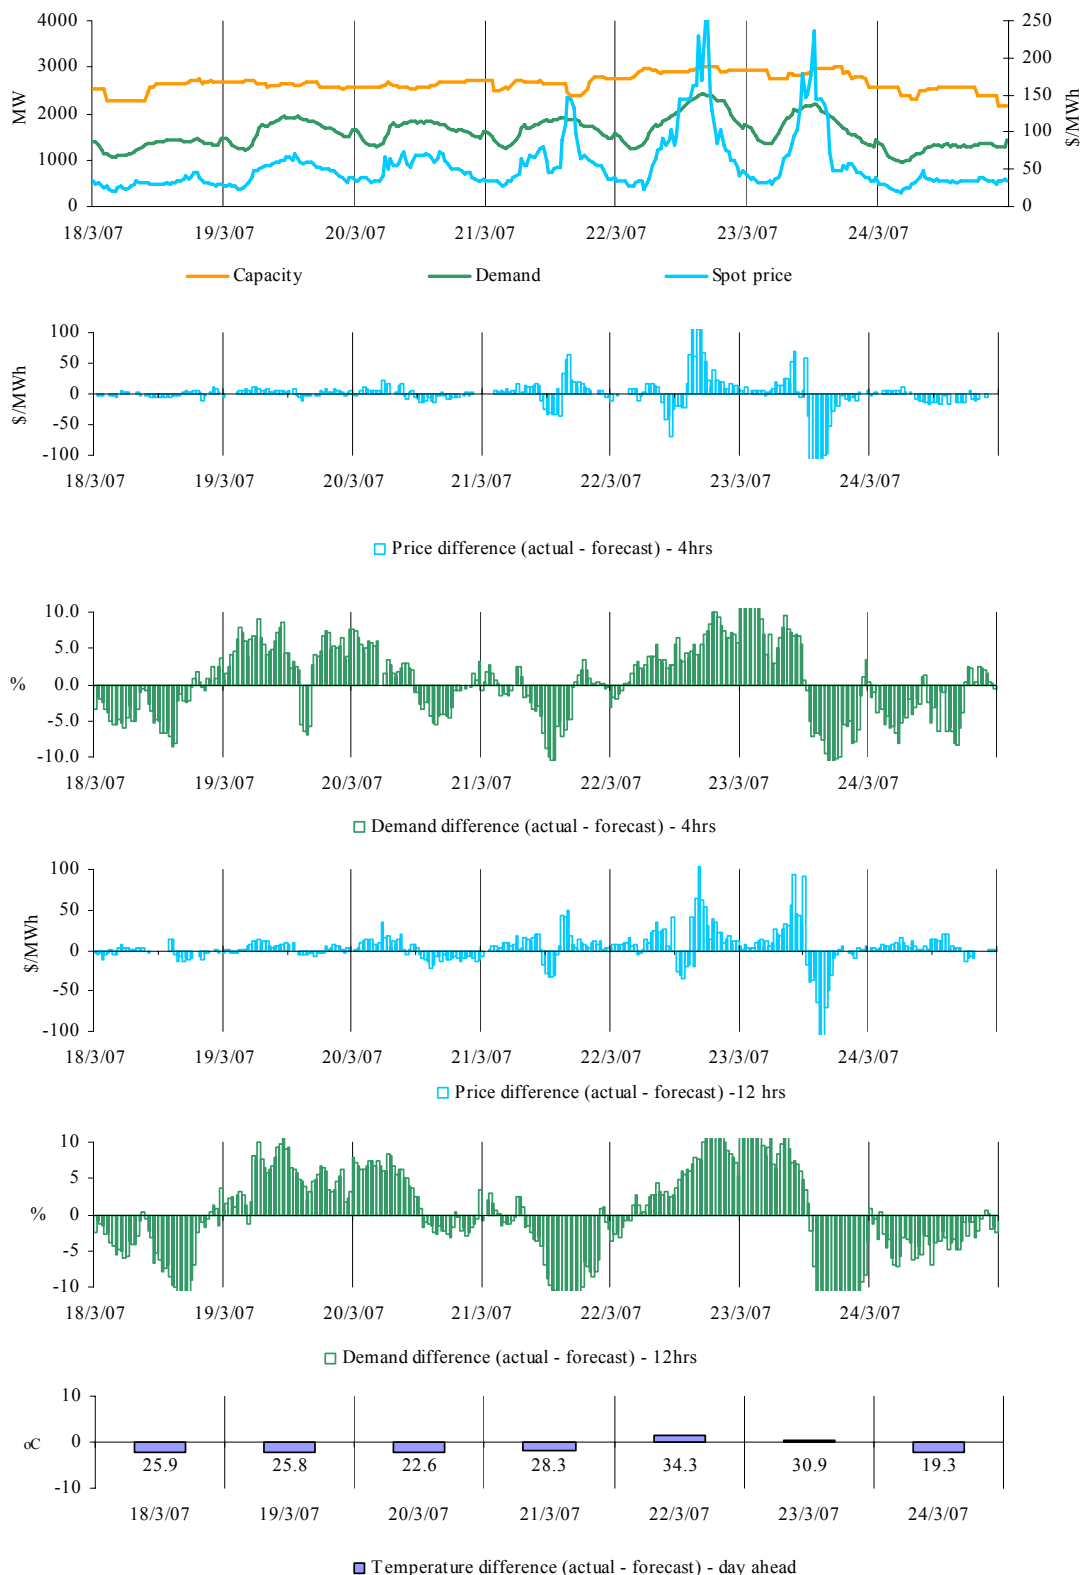 4000
3000
2000
1000
0
MW
250
200
150
100
50
0
$/MWh
18/3/07 19/3/07 20/3/07 21/3/07 22/3/07 23/3/07 24/3/07
Capacity Demand Spot price
100
50
0
-50
-100
$/MWh
18/3/07 19/3/07 20/3/07 21/3/07 22/3/07 23/3/07 24/3/07
Price difference (actual - forecast) - 4hrs
10.0
5.0
0.0
-5.0
-10.0
%
18/3/07 19/3/07 20/3/07 21/3/07 22/3/07 23/3/07 24/3/07
Demand difference (actual - forecast) - 4hrs
100
50
0
-50
-100
$/MWh
18/3/07 19/3/07 20/3/07 21/3/07 22/3/07 23/3/07 24/3/07
Price difference (actual - forecast) -12 hrs
10
5
0
-5
-10
%
18/3/07 19/3/07 20/3/07 21/3/07 22/3/07 23/3/07 24/3/07
Demand difference (actual - forecast) - 12hrs
10
0
-10
oC
25.9 25.8 22.6 28.3 34.3 30.9 19.3
18/3/07 19/3/07 20/3/07 21/3/07 22/3/07 23/3/07 24/3/07
Temperature difference (actual - forecast) - day ahead